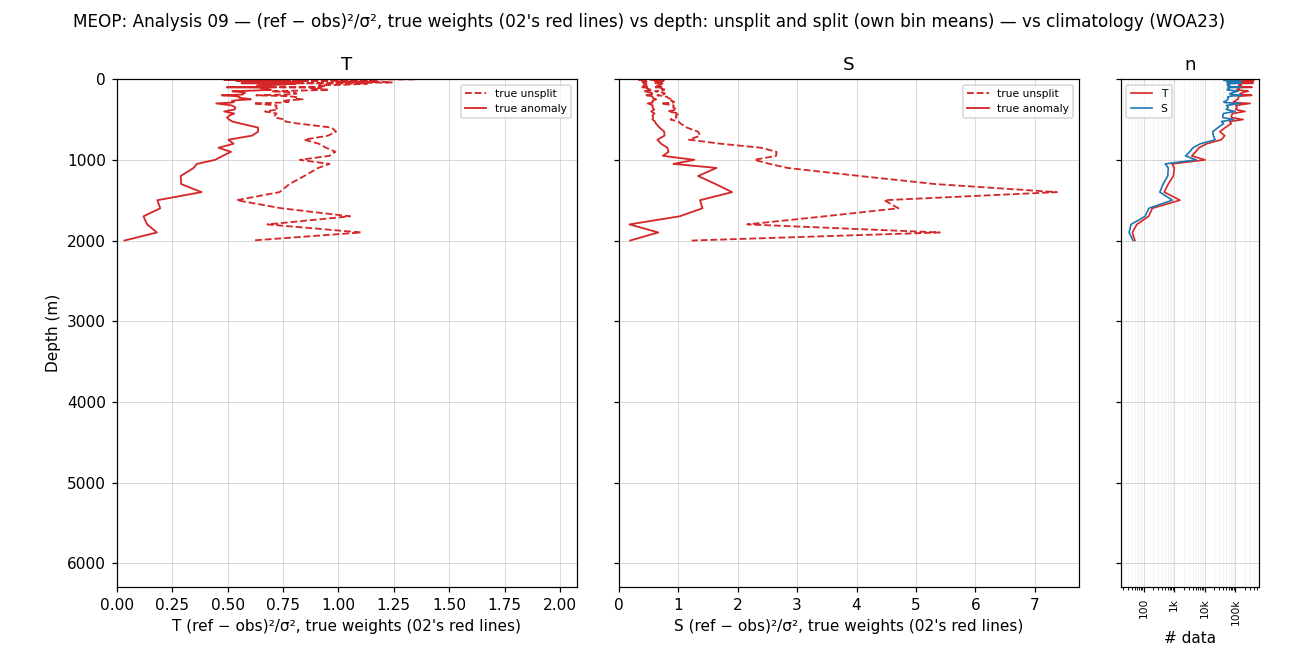 MEOP: Analysis 09 — (ref − obs)²/σ², true weights (02's red lines) vs depth: unsplit and split (own bin means) — vs climatology (WOA23)
T
S
n
true unsplit
true anomaly
true unsplit
true anomaly
T
S
0
1000
2000
3000
4000
5000
6000
Depth (m)
0.00 0.25 0.50 0.75 1.00 1.25 1.50 1.75 2.00
0 1 2 3 4 5 6 7
100 1k 10k 100k
T (ref − obs)²/σ², true weights (02's red lines)
S (ref − obs)²/σ², true weights (02's red lines)
# data